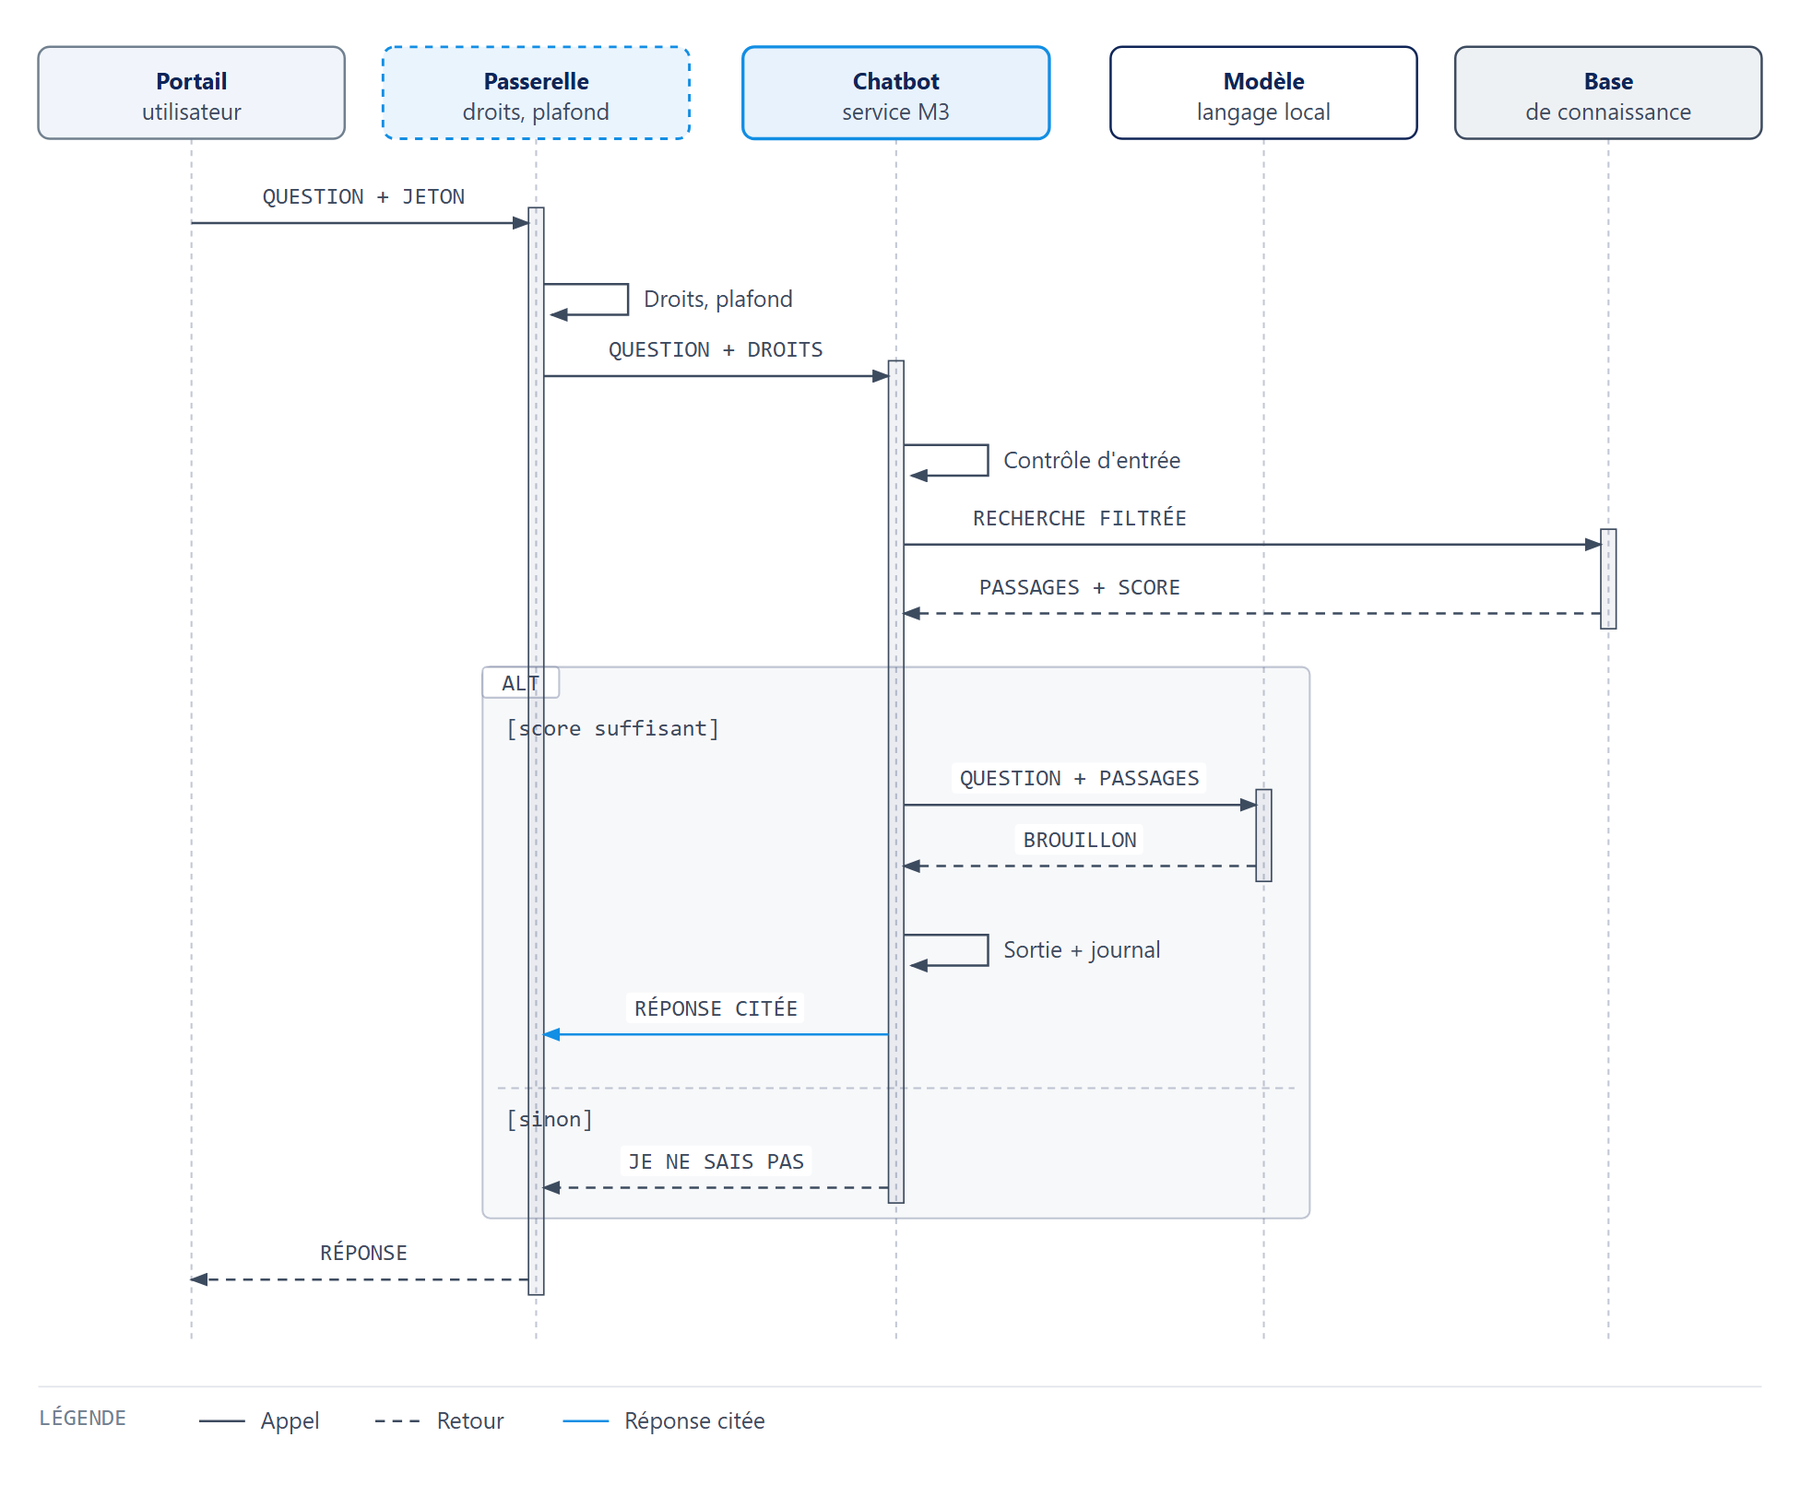 Portail
utilisateur
Passerelle
droits, plafond
Chatbot
service M3
Modèle
langage local
Base
de connaissance
QUESTION + JETON
Droits, plafond
QUESTION + DROITS
Contrôle d'entrée
RECHERCHE FILTRÉE
PASSAGES + SCORE
ALT
[score suffisant]
QUESTION + PASSAGES
BROUILLON
Sortie + journal
RÉPONSE CITÉE
[sinon]
JE NE SAIS PAS
RÉPONSE
LÉGENDE
Appel
Retour
Réponse citée